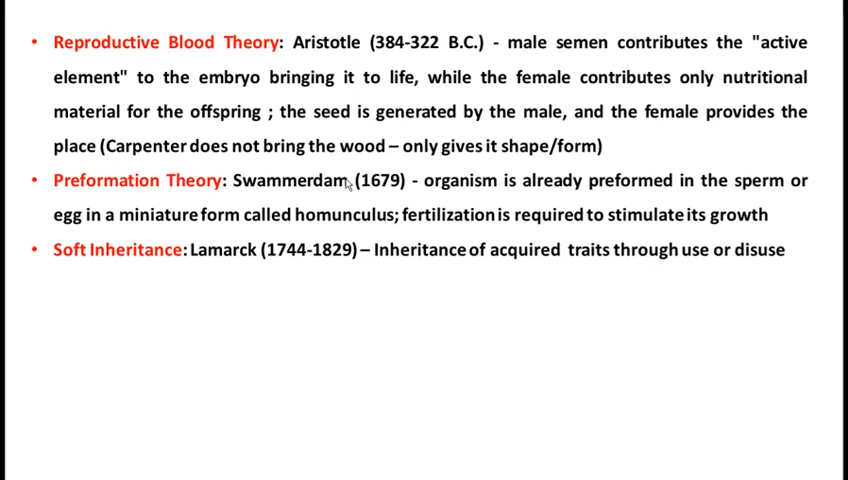 • Reproductive Blood Theory: Aristotle (384-322 B.C.) - male semen contributes the "active
element" to the embryo bringing it to life, while the female contributes only nutritional
material for the offspring ; the seed is generated by the male, and the female provides the
place (Carpenter does not bring the wood – only gives it shape/form)
• Preformation Theory: Swammerdam (1679) - organism is already preformed in the sperm or
egg in a miniature form called homunculus; fertilization is required to stimulate its growth
• Soft Inheritance: Lamarck (1744-1829) – Inheritance of acquired traits through use or disuse